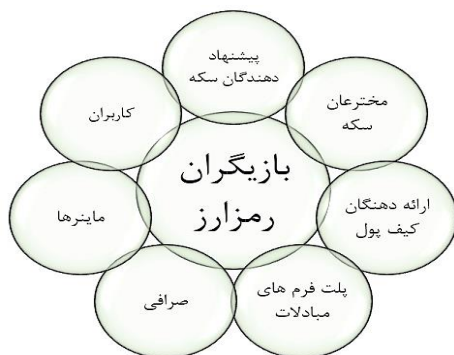 بازیگران
رمزارز
پیشنهاد
دهندگان سکه
مخترعان
سکه
ارائه دهنگان
کیف پول
پلت فرم های
مبادلات
صرافی
ماینرها
کاربران